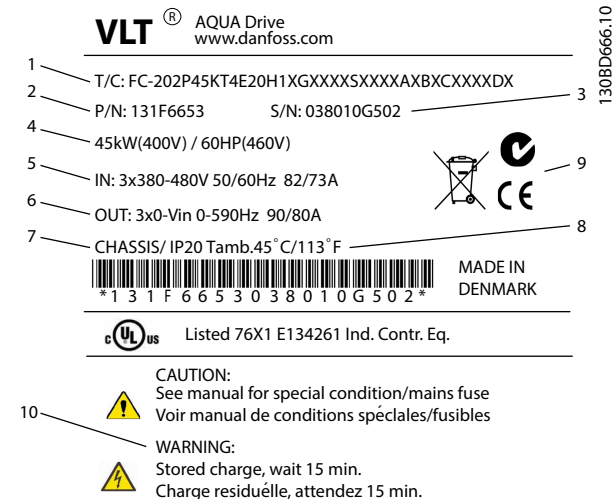 VLT ® AQUA Drive
www.danfoss.com
130BD666.10
1 T/C: FC-202P45KT4E20H1XGXXXXSXXXXAXBXCXXXXDX
2 P/N: 131F6653 S/N: 038010G502 3
4 45kW(400V) / 60HP(460V)
5 IN: 3x380-480V 50/60Hz 82/73A
6 OUT: 3x0-Vin 0-590Hz 90/80A
7 CHASSIS/ IP20 Tamb.45˚C/113˚F 8
9 CE
*131F6653038010G502*
MADE IN
DENMARK
c UL us Listed 76X1 E134261 Ind. Contr. Eq.
CAUTION:
See manual for special condition/mains fuse
Voir manual de conditions spéclales/fusibles
10 WARNING:
Stored charge, wait 15 min.
Charge residuélle, attendez 15 min.